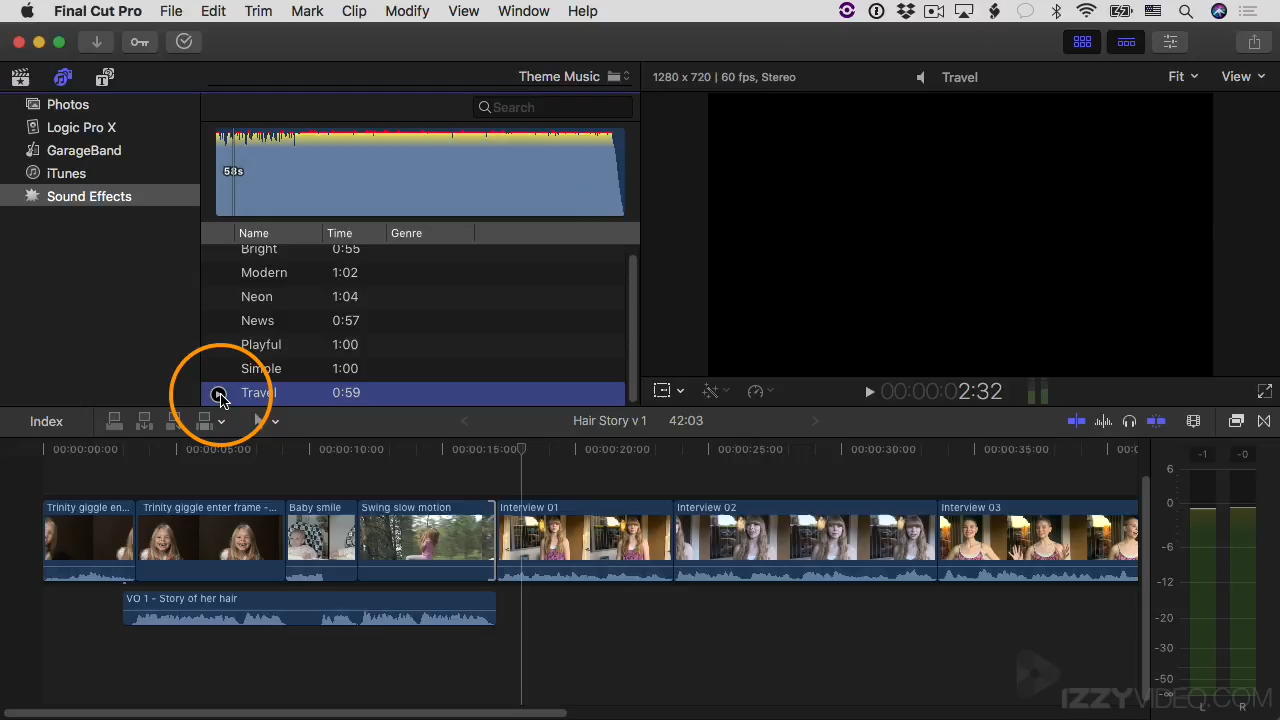 Final Cut Pro File Edit Trim Mark Clip Modify View Window Help
Theme Music
1280 x 720 | 60 fps, Stereo
Travel
Fit
View
Photos
Logic Pro X
GarageBand
iTunes
Sound Effects
Search
58s
Name Time Genre
Bright 0:55
Modern 1:02
Neon 1:04
News 0:57
Playful 1:00
Simple 1:00
Travel 0:59
00:00:02:32
Index
Hair Story v 1 42:03
00:00:00:00 00:00:05:00 00:00:10:00 00:00:15:00 00:00:20:00 00:00:25:00 00:00:30:00 00:00:35:00 00:0
-1 -0
6
0
-6
-12
-20
-30
-50
-∞
L R
Trinity giggle en... Trinity giggle enter frame -... Baby smile Swing slow motion Interview 01 Interview 02 Interview 03
VO 1 - Story of her hair
IZZYVIDEO.COM